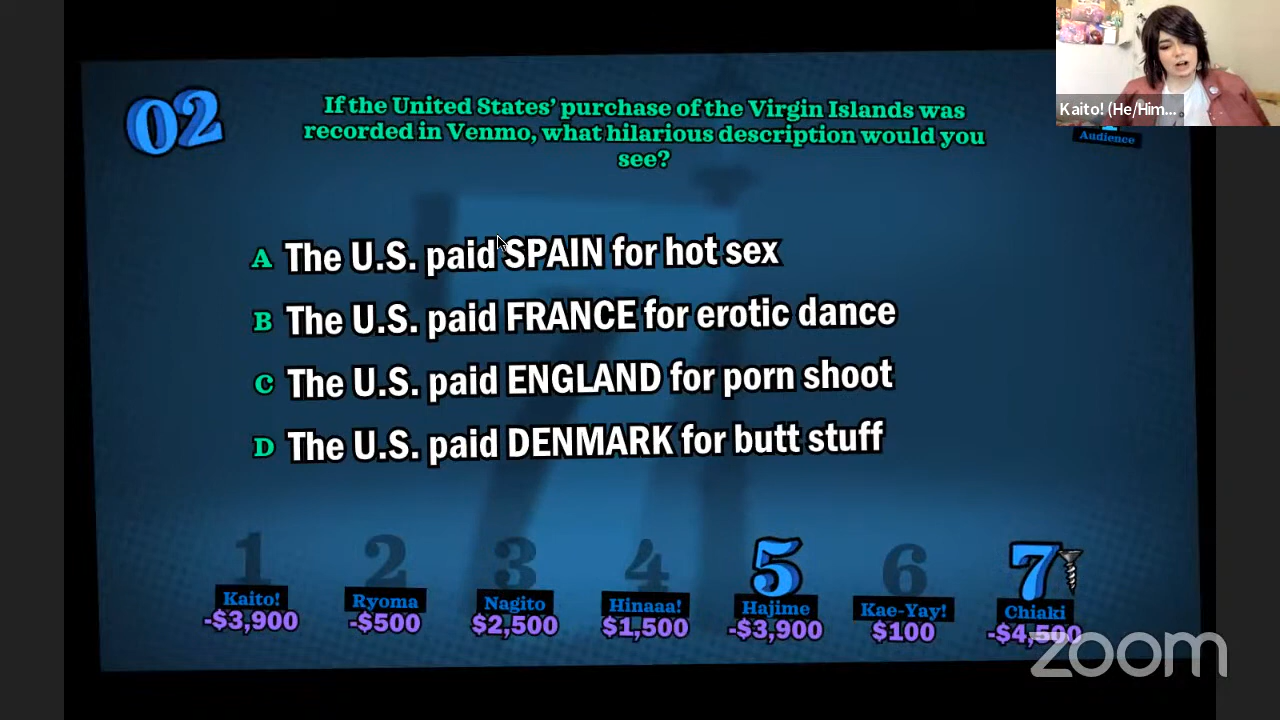 02
If the United States' purchase of the Virgin Islands was
recorded in Venmo, what hilarious description would you
see?
Kaito! (He/Him...
Audience
A The U.S. paid SPAIN for hot sex
B The U.S. paid FRANCE for erotic dance
C The U.S. paid ENGLAND for porn shoot
D The U.S. paid DENMARK for butt stuff
1 2 3 4 5 6 7
Kaito! Ryoma Nagito Hinaaa! Hajime Kae-Yay! Chiaki
-$3,900 -$500 $2,500 $1,500 -$3,900 $100 -$4,500
zoom